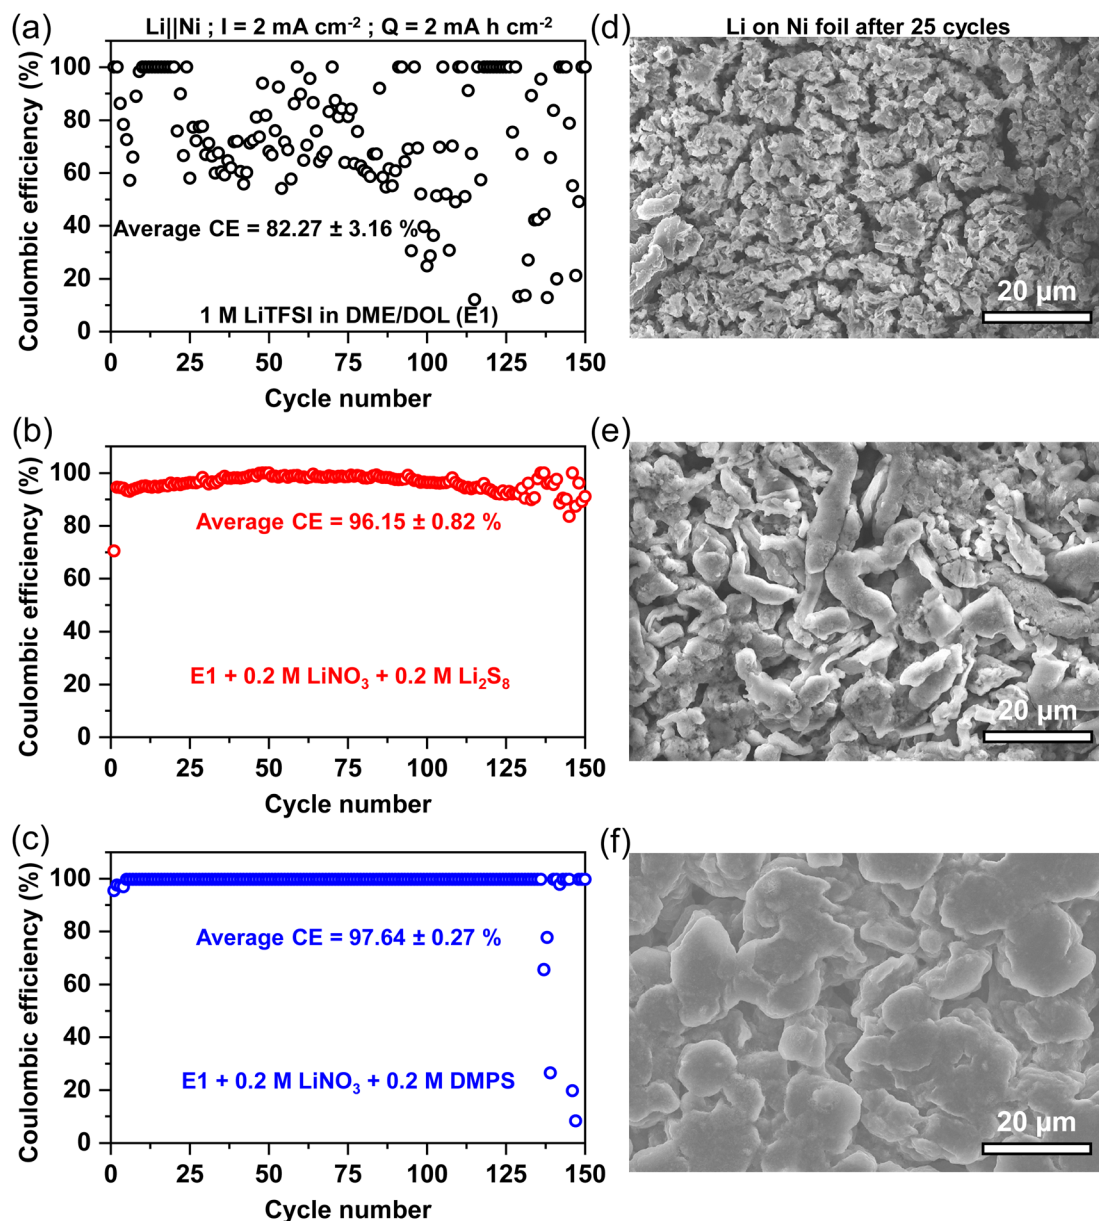 (a)
Li||Ni ; I = 2 mA cm⁻² ; Q = 2 mA h cm⁻²
Coulombic efficiency (%)
100
80
60
40
20
0
Average CE = 82.27 ± 3.16 %
1 M LiTFSI in DME/DOL (E1)
0 25 50 75 100 125 150
Cycle number
(d)
Li on Ni foil after 25 cycles
20 µm
(b)
Coulombic efficiency (%)
100
80
60
40
20
0
Average CE = 96.15 ± 0.82 %
E1 + 0.2 M LiNO₃ + 0.2 M Li₂S₈
0 25 50 75 100 125 150
Cycle number
(e)
20 µm
(c)
Coulombic efficiency (%)
100
80
60
40
20
0
Average CE = 97.64 ± 0.27 %
E1 + 0.2 M LiNO₃ + 0.2 M DMPS
0 25 50 75 100 125 150
Cycle number
(f)
20 µm